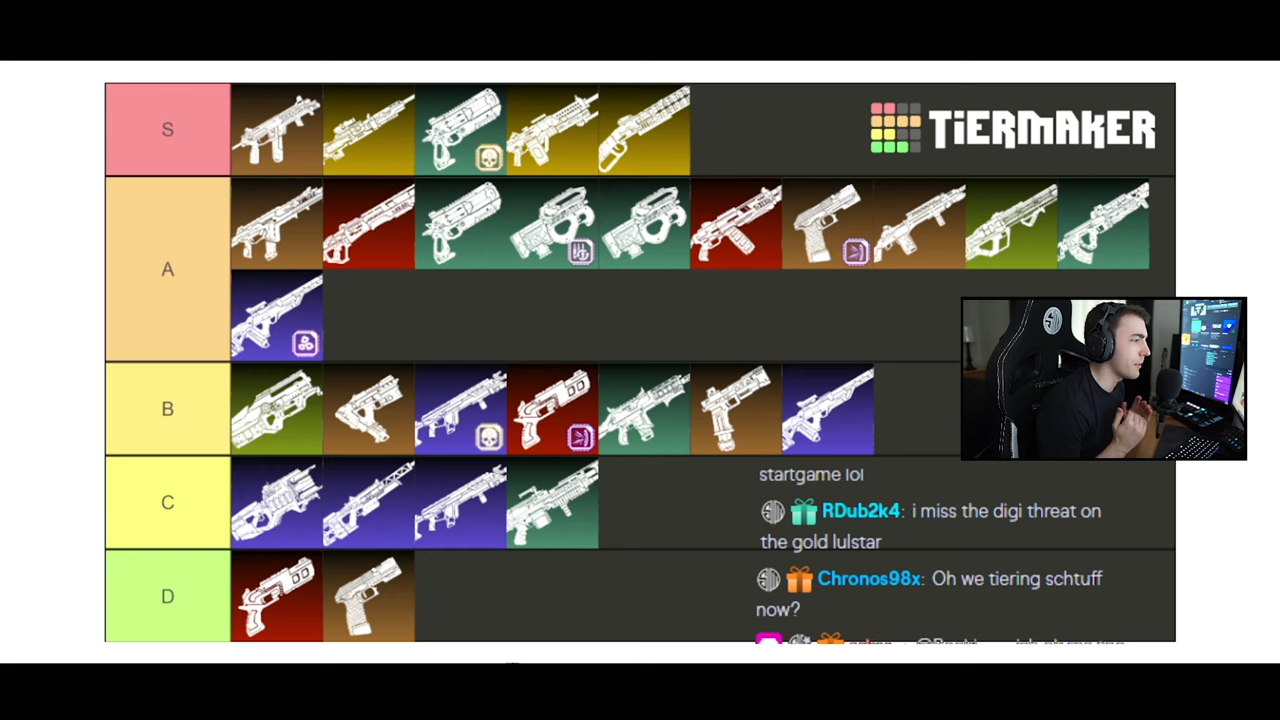 S
TiERMAKER
A
B
C
startgame lol
RDub2k4: i miss the digi threat on
the gold lulstar
Chronos98x: Oh we tiering schtuff
now?
D